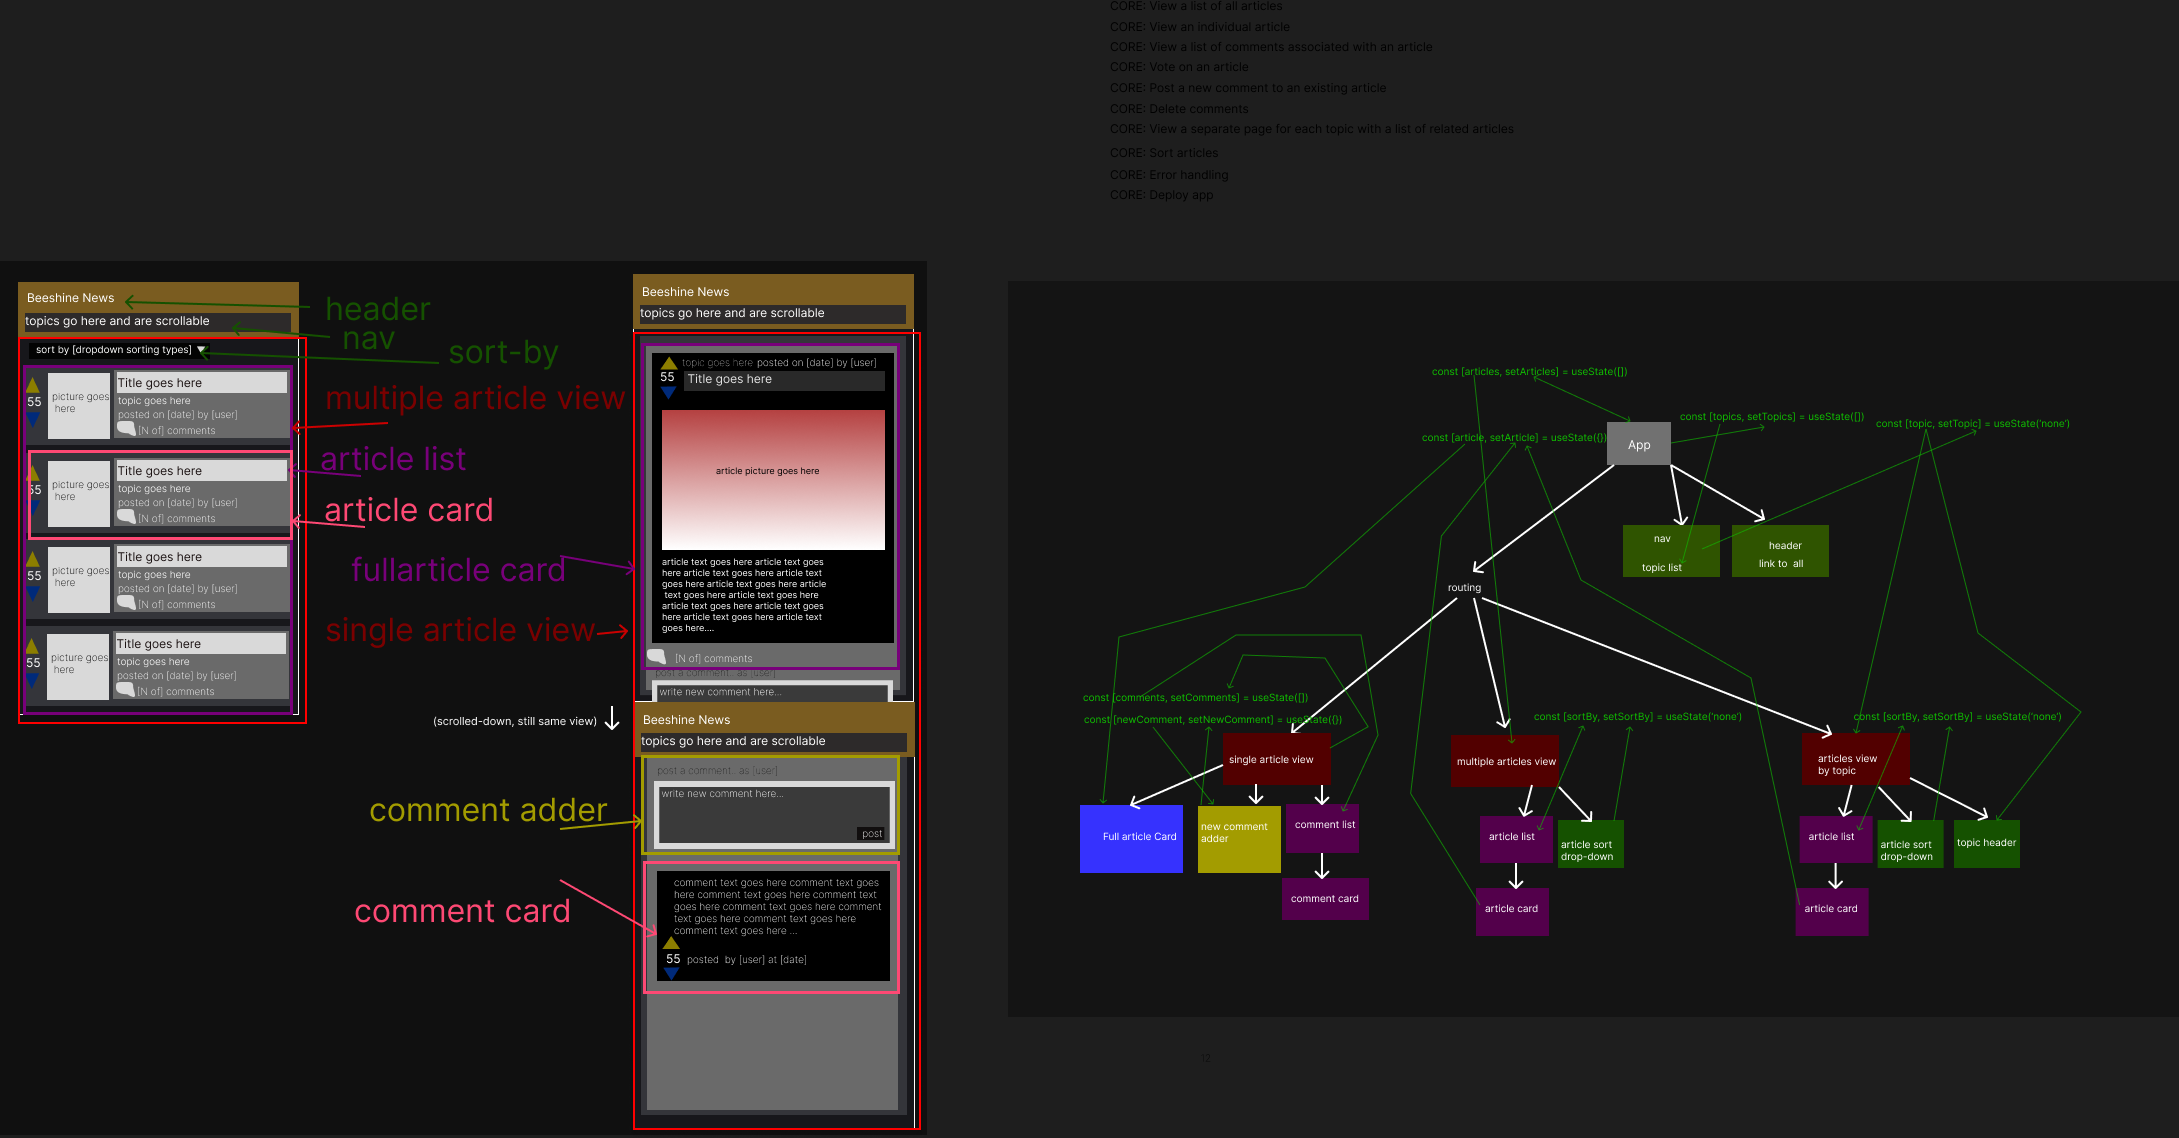 CORE: View a list of all articles
CORE: View an individual article
CORE: View a list of comments associated with an article
CORE: Vote on an article
CORE: Post a new comment to an existing article
CORE: Delete comments
CORE: View a separate page for each topic with a list of related articles
CORE: Sort articles
CORE: Error handling
CORE: Deploy app
Beeshine News
topics go here and are scrollable
sort by [dropdown sorting types]
55
picture goes
here
Title goes here
topic goes here
posted on [date] by [user]
[N of] comments
55
picture goes
here
Title goes here
topic goes here
posted on [date] by [user]
[N of] comments
55
picture goes
here
Title goes here
topic goes here
posted on [date] by [user]
[N of] comments
55
picture goes
here
Title goes here
topic goes here
posted on [date] by [user]
[N of] comments
header
nav
sort-by
multiple article view
article list
article card
fullarticle card
single article view
(scrolled-down, still same view)
comment adder
comment card
Beeshine News
topics go here and are scrollable
topic goes here posted on [date] by [user]
55
Title goes here
article picture goes here
article text goes here article text goes
here article text goes here article text
goes here article text goes here article
text goes here article text goes here
article text goes here article text goes
here article text goes here article text
goes here....
[N of] comments
post a comment.. as [user]
write new comment here...
Beeshine News
topics go here and are scrollable
post a comment.. as [user]
write new comment here...
post
comment text goes here comment text goes
here comment text goes here comment text
goes here comment text goes here comment
text goes here comment text goes here
comment text goes here ...
55
posted by [user] at [date]
const [articles, setArticles] = useState([])
const [article, setArticle] = useState({})
App
const [topics, setTopics] = useState([])
const [topic, setTopic] = useState('none')
nav
topic list
header
link to all
routing
const [comments, setComments] = useState([])
const [newComment, setNewComment] = useState({})
const [sortBy, setSortBy] = useState('none')
const [sortBy, setSortBy] = useState('none')
single article view
multiple articles view
articles view
by topic
Full article Card
new comment
adder
comment list
comment card
article list
article sort
drop-down
article card
article list
article sort
drop-down
topic header
article card
12